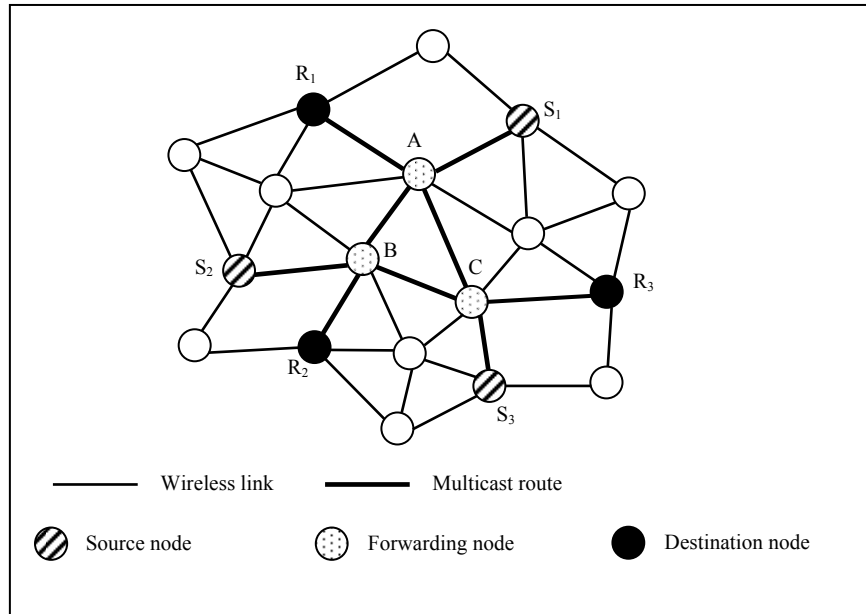 R₁
S₁
A
B
S₂
C
R₃
R₂
S₃
Wireless link
Multicast route
Source node
Forwarding node
Destination node